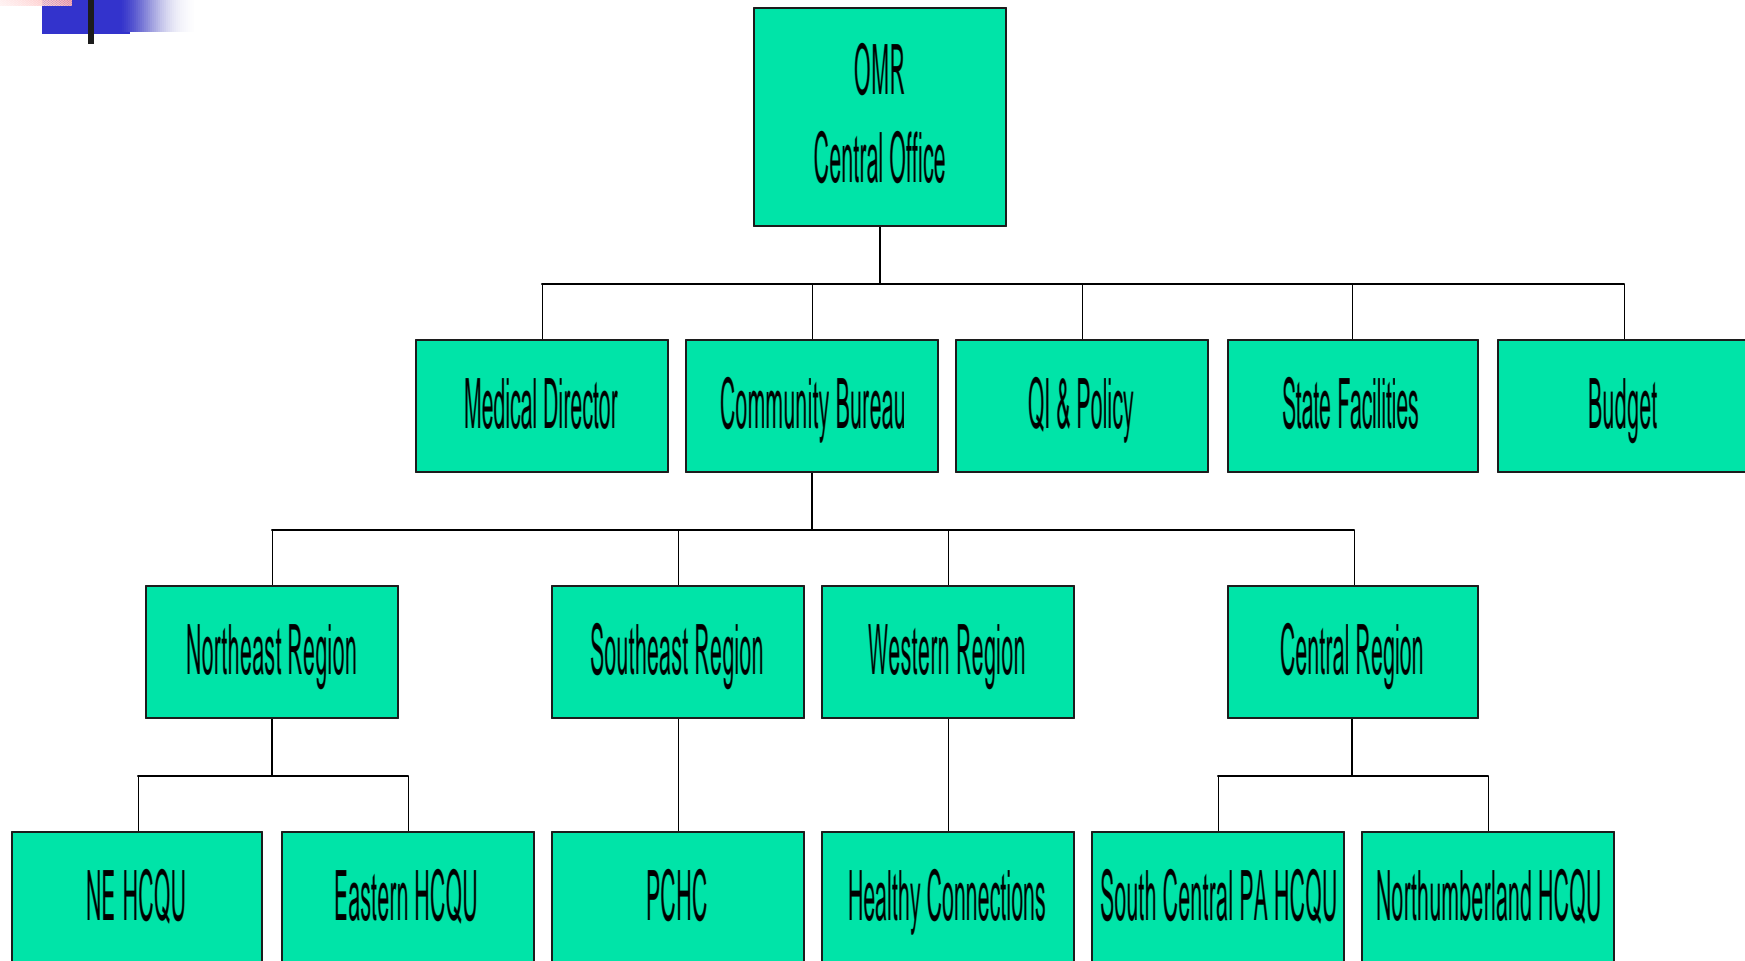 OMR
Central Office
Medical Director
Community Bureau
QI & Policy
State Facilities
Budget
Northeast Region
Southeast Region
Western Region
Central Region
NE HCQU
Eastern HCQU
PCHC
Healthy Connections
South Central PA HCQU
Northumberland HCQU